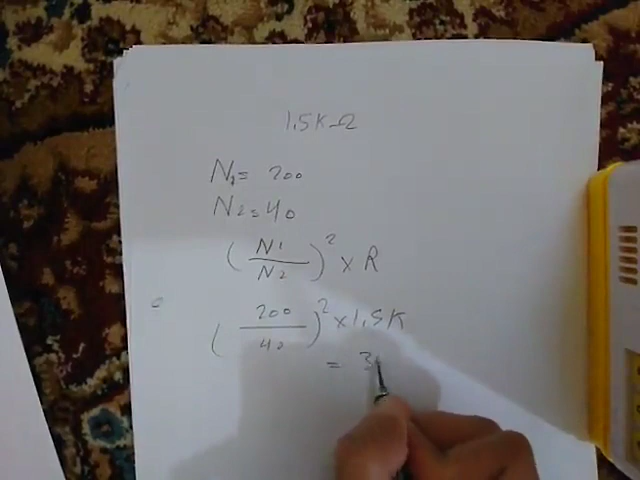 1.5KΩ
N1= 200
N2=40
(N1/N2)² x R
(200/40)² x 1.5K
= 3